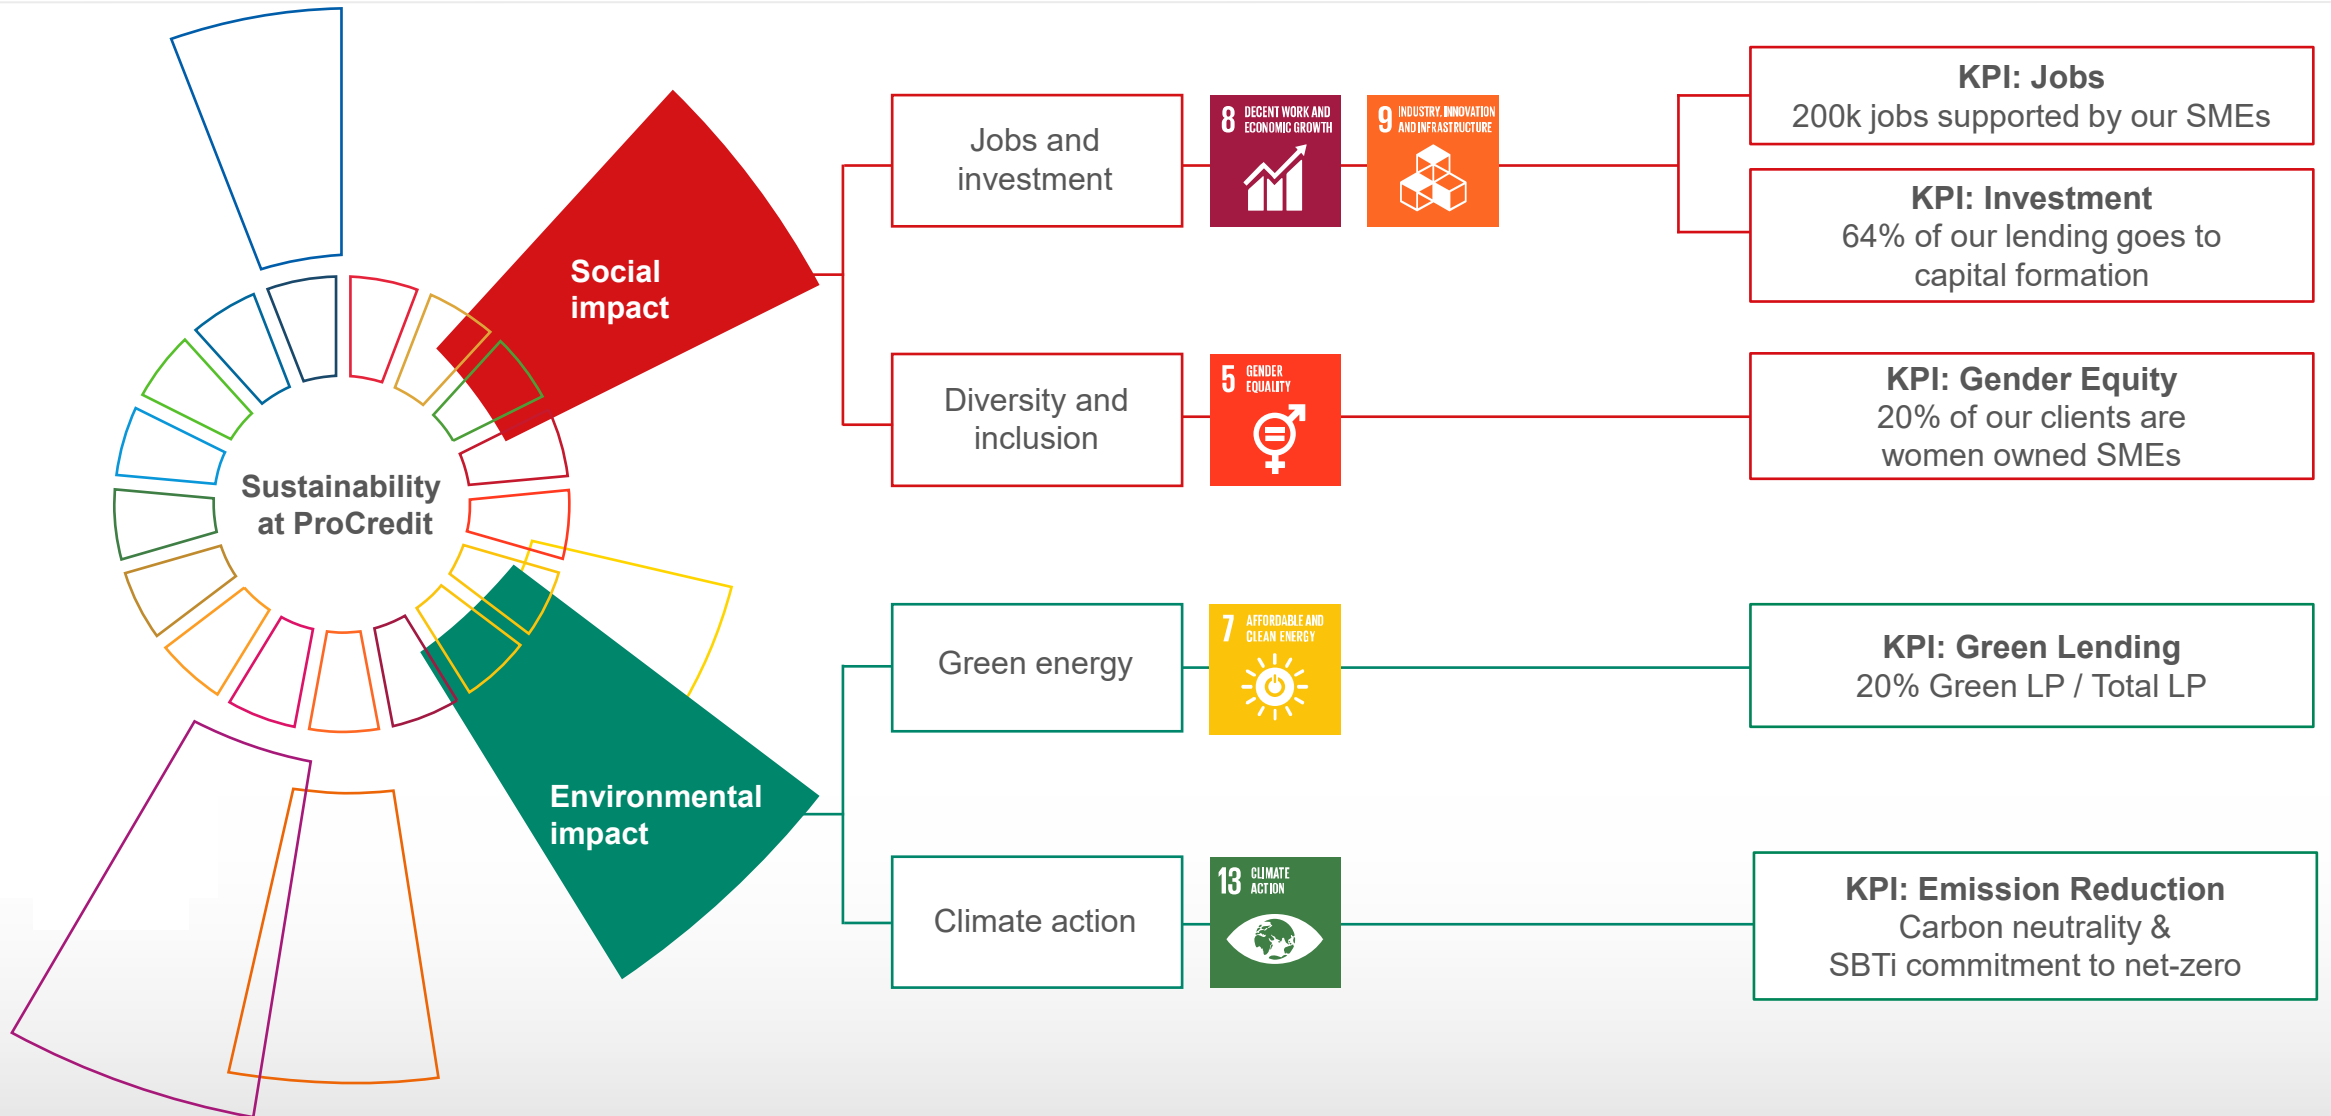 Sustainability
at ProCredit
Social
impact
Jobs and
investment
8 DECENT WORK AND
ECONOMIC GROWTH
9 INDUSTRY, INNOVATION
AND INFRASTRUCTURE
KPI: Jobs
200k jobs supported by our SMEs
KPI: Investment
64% of our lending goes to
capital formation
Diversity and
inclusion
5 GENDER
EQUALITY
KPI: Gender Equity
20% of our clients are
women owned SMEs
Environmental
impact
Green energy
7 AFFORDABLE AND
CLEAN ENERGY
KPI: Green Lending
20% Green LP / Total LP
Climate action
13 CLIMATE
ACTION
KPI: Emission Reduction
Carbon neutrality &
SBTi commitment to net-zero